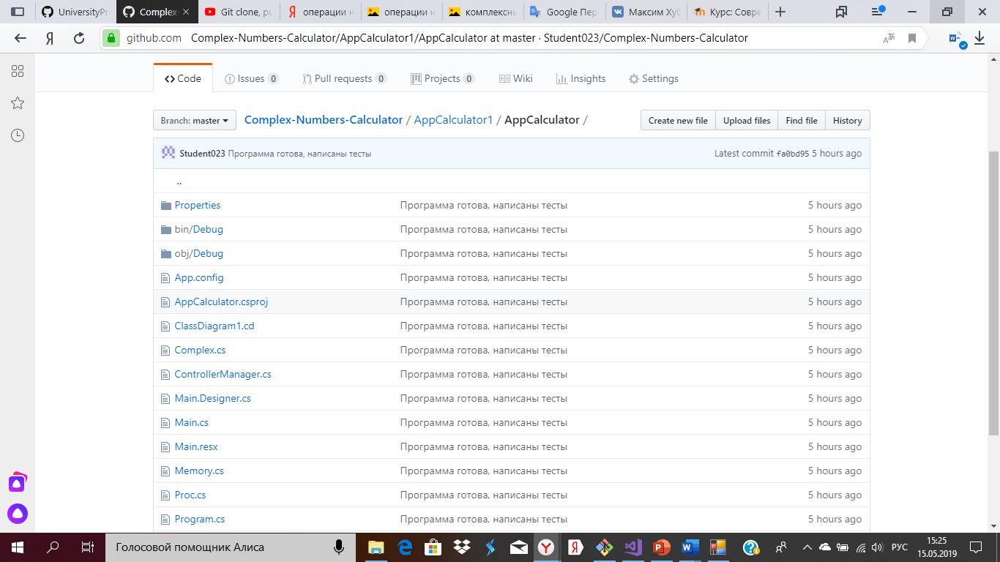 UniversityPr
Complex-
Git clone, pu
операции н
операции н
комплексны
Google Пер
Максим Хуб
Курс: Совре
github.com Complex-Numbers-Calculator/AppCalculator1/AppCalculator at master · Student023/Complex-Numbers-Calculator
Code Issues 0 Pull requests 0 Projects 0 Wiki Insights Settings
Branch: master Complex-Numbers-Calculator / AppCalculator1 / AppCalculator / Create new file Upload files Find file History
Student023 Программа готова, написаны тесты Latest commit fa0bd95 5 hours ago
..
Properties Программа готова, написаны тесты 5 hours ago
bin/Debug Программа готова, написаны тесты 5 hours ago
obj/Debug Программа готова, написаны тесты 5 hours ago
App.config Программа готова, написаны тесты 5 hours ago
AppCalculator.csproj Программа готова, написаны тесты 5 hours ago
ClassDiagram1.cd Программа готова, написаны тесты 5 hours ago
Complex.cs Программа готова, написаны тесты 5 hours ago
ControllerManager.cs Программа готова, написаны тесты 5 hours ago
Main.Designer.cs Программа готова, написаны тесты 5 hours ago
Main.cs Программа готова, написаны тесты 5 hours ago
Main.resx Программа готова, написаны тесты 5 hours ago
Memory.cs Программа готова, написаны тесты 5 hours ago
Proc.cs Программа готова, написаны тесты 5 hours ago
Program.cs Программа готова, написаны тесты 5 hours ago
Голосовой помощник Алиса
РУС
15:25
15.05.2019